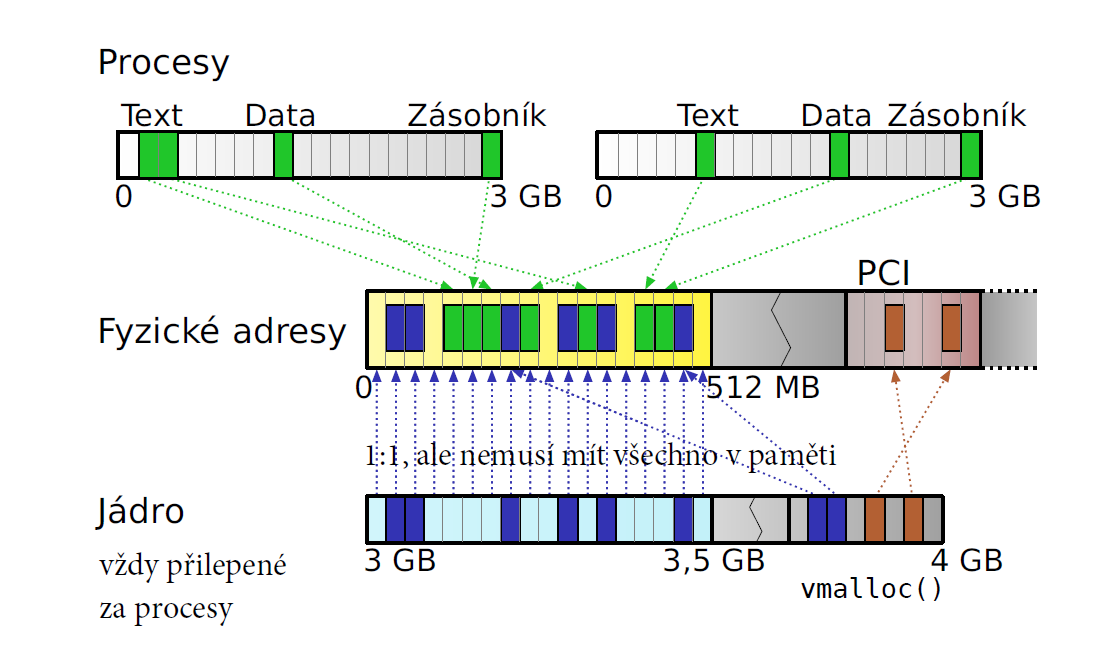 Procesy
Text Data Zásobník Text Data Zásobník
0 3 GB 0 3 GB
PCI
Fyzické adresy
0 512 MB
1:1, ale nemusí mít všechno v paměti
Jádro
3 GB 3,5 GB 4 GB
vždy přilepené
vmalloc()
za procesy